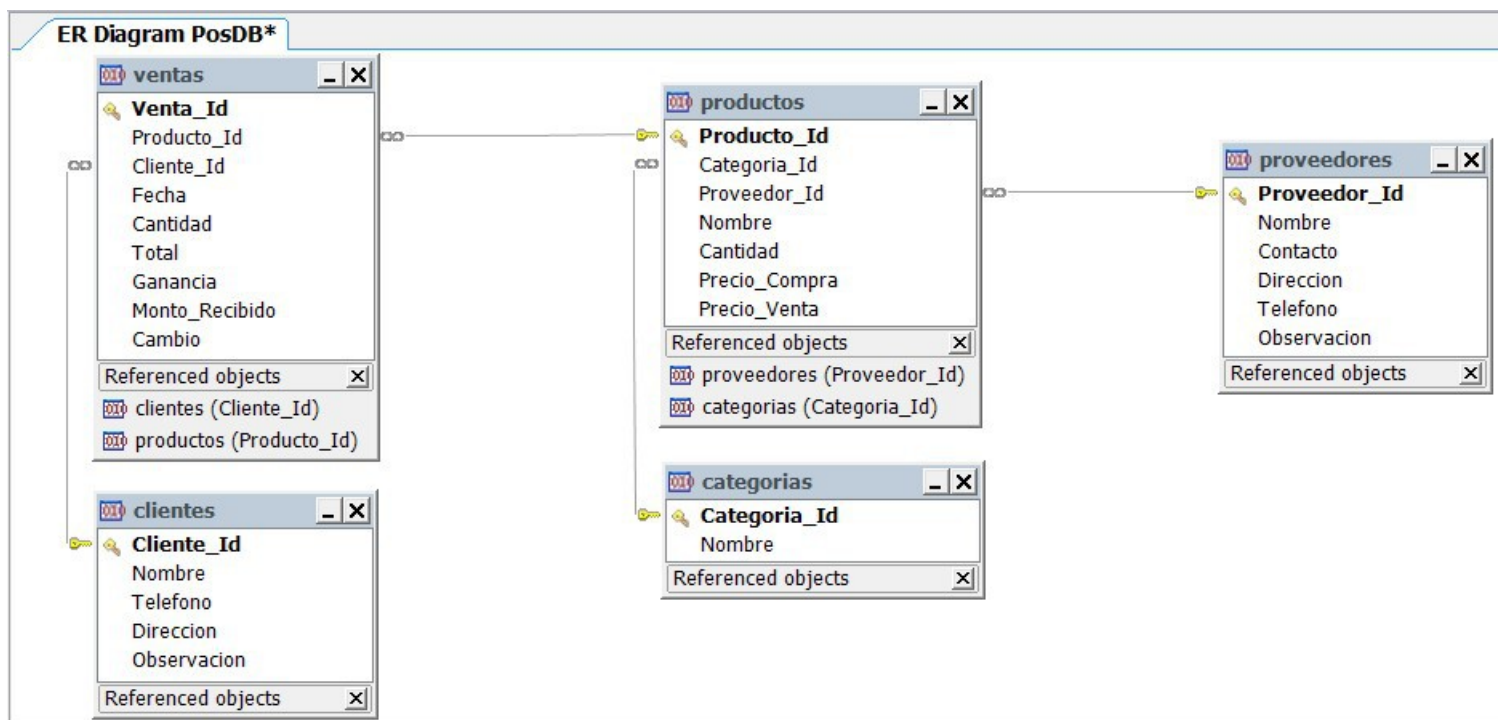 ER Diagram PosDB*
ventas
Venta_Id
Producto_Id
Cliente_Id
Fecha
Cantidad
Total
Ganancia
Monto_Recibido
Cambio
Referenced objects
clientes (Cliente_Id)
productos (Producto_Id)
clientes
Cliente_Id
Nombre
Telefono
Direccion
Observacion
Referenced objects
productos
Producto_Id
Categoria_Id
Proveedor_Id
Nombre
Cantidad
Precio_Compra
Precio_Venta
Referenced objects
proveedores (Proveedor_Id)
categorias (Categoria_Id)
categorias
Categoria_Id
Nombre
Referenced objects
proveedores
Proveedor_Id
Nombre
Contacto
Direccion
Telefono
Observacion
Referenced objects